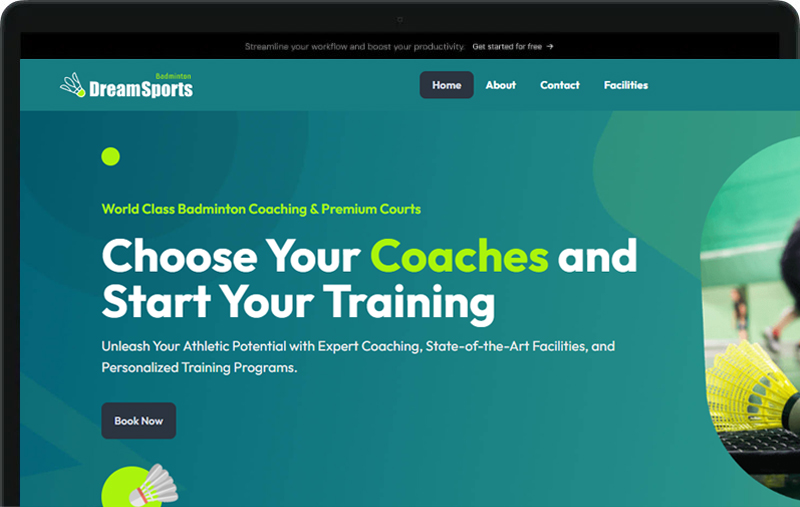 Streamline your workflow and boost your productivity. Get started for free →
Badminton
DreamSports
Home About Contact Facilities
World Class Badminton Coaching & Premium Courts
Choose Your Coaches and
Start Your Training
Unleash Your Athletic Potential with Expert Coaching, State-of-the-Art Facilities, and
Personalized Training Programs.
Book Now